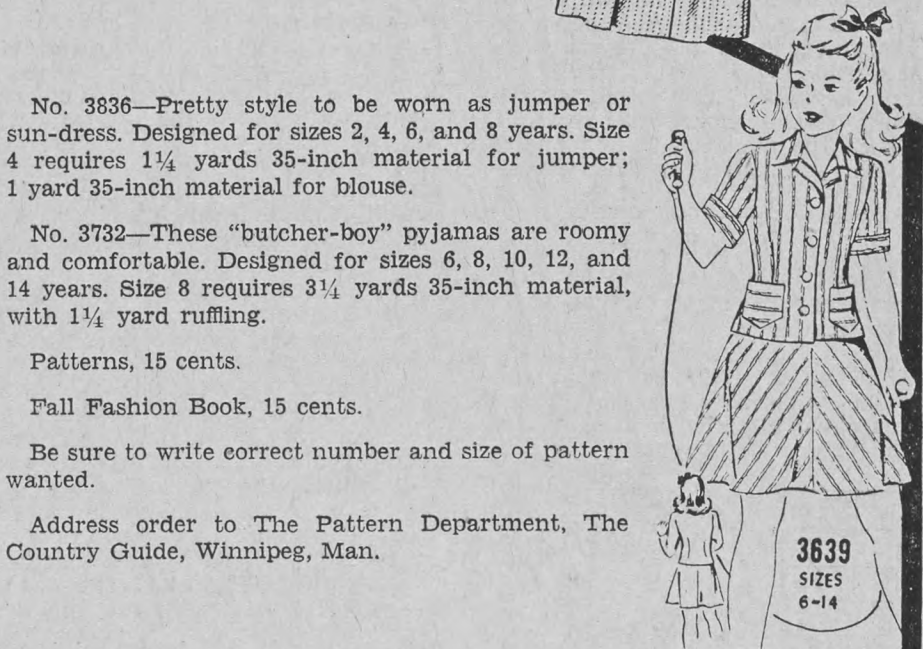 No. 3836—Pretty style to be worn as jumper or
sun-dress. Designed for sizes 2, 4, 6, and 8 years. Size
4 requires 1¼ yards 35-inch material for jumper;
1 yard 35-inch material for blouse.
No. 3732—These “butcher-boy” pyjamas are roomy
and comfortable. Designed for sizes 6, 8, 10, 12, and
14 years. Size 8 requires 3¼ yards 35-inch material,
with 1¼ yard ruffling.
Patterns, 15 cents.
Fall Fashion Book, 15 cents.
Be sure to write correct number and size of pattern
wanted.
Address order to The Pattern Department, The
Country Guide, Winnipeg, Man.
3639
SIZES
6-14